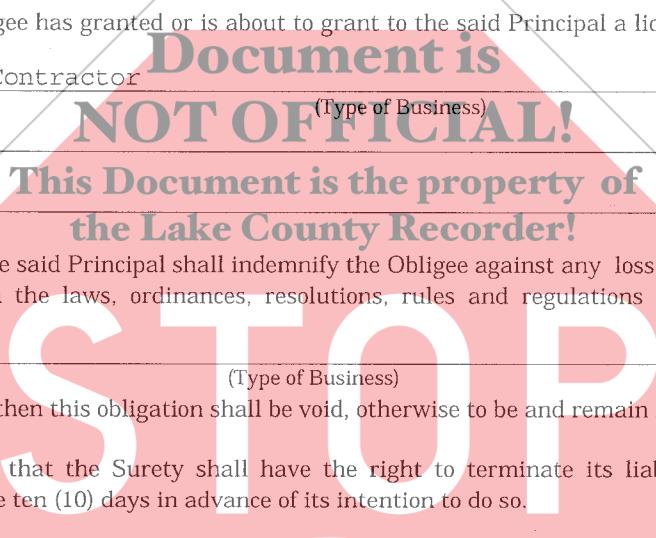 gee has granted or is about to grant to the said Principal a lic
Document is
Contractor
(Type of Business)
NOT OFFICIAL!
This Document is the property of
the Lake County Recorder!
e said Principal shall indemnify the Obligee against any loss
the laws, ordinances, resolutions, rules and regulations
STOP
(Type of Business)
then this obligation shall be void, otherwise to be and remain
that the Surety shall have the right to terminate its liab
e ten (10) days in advance of its intention to do so.